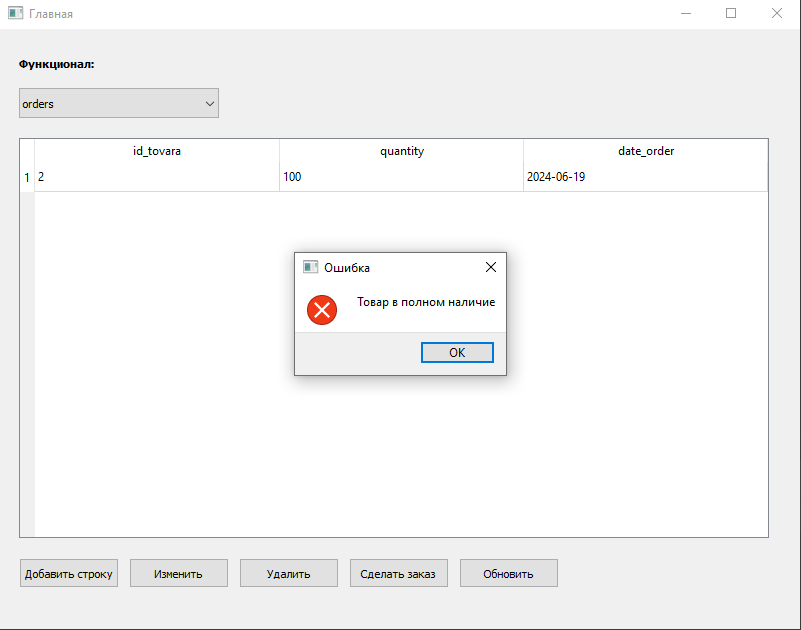 Главная
Функционал:
orders
id_tovara quantity date_order
1 2 100 2024-06-19
Ошибка
Товар в полном наличие
OK
Добавить строку Изменить Удалить Сделать заказ Обновить